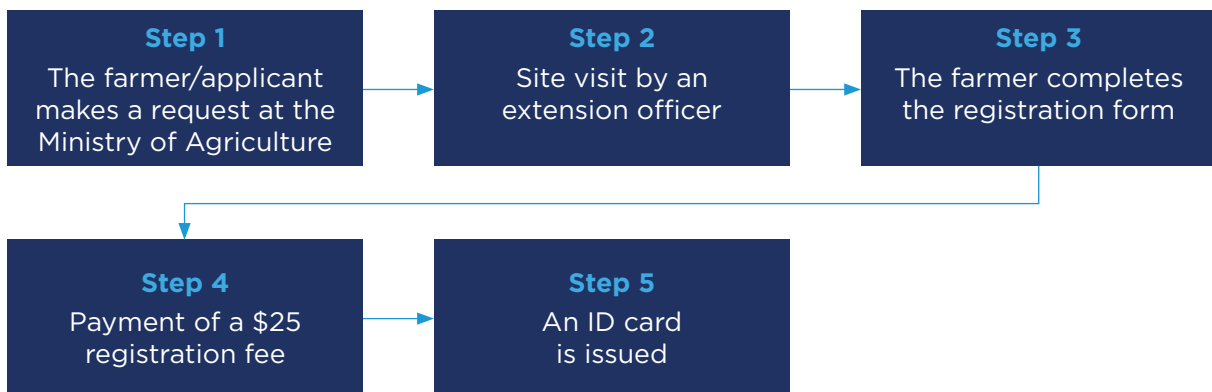 Step 1
The farmer/applicant
makes a request at the
Ministry of Agriculture
Step 2
Site visit by an
extension officer
Step 3
The farmer completes
the registration form
Step 4
Payment of a $25
registration fee
Step 5
An ID card
is issued